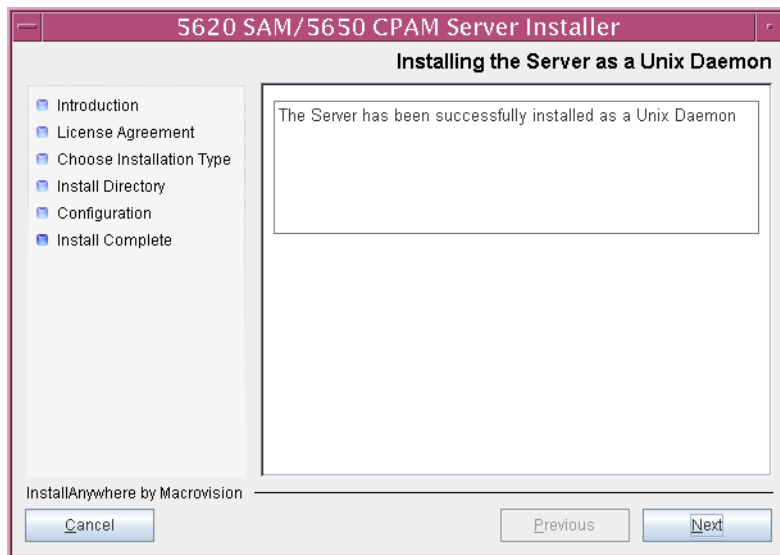 5620 SAM/5650 CPAM Server Installer
Installing the Server as a Unix Daemon
Introduction
License Agreement
Choose Installation Type
Install Directory
Configuration
Install Complete
The Server has been successfully installed as a Unix Daemon
InstallAnywhere by Macrovision
Cancel
Previous
Next